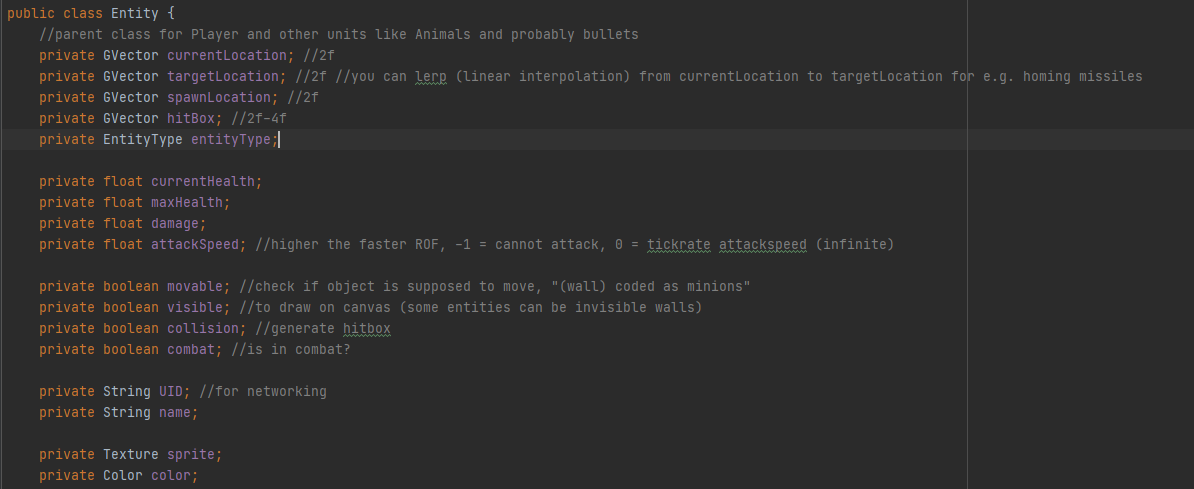 public class Entity {
//parent class for Player and other units like Animals and probably bullets
private GVector currentLocation; //2f
private GVector targetLocation; //2f //you can lerp (linear interpolation) from currentLocation to targetLocation for e.g. homing missiles
private GVector spawnLocation; //2f
private GVector hitBox; //2f-4f
private EntityType entityType;
private float currentHealth;
private float maxHealth;
private float damage;
private float attackSpeed; //higher the faster ROF, -1 = cannot attack, 0 = tickrate attackspeed (infinite)
private boolean movable; //check if object is supposed to move, "(wall) coded as minions"
private boolean visible; //to draw on canvas (some entities can be invisible walls)
private boolean collision; //generate hitbox
private boolean combat; //is in combat?
private String UID; //for networking
private String name;
private Texture sprite;
private Color color;